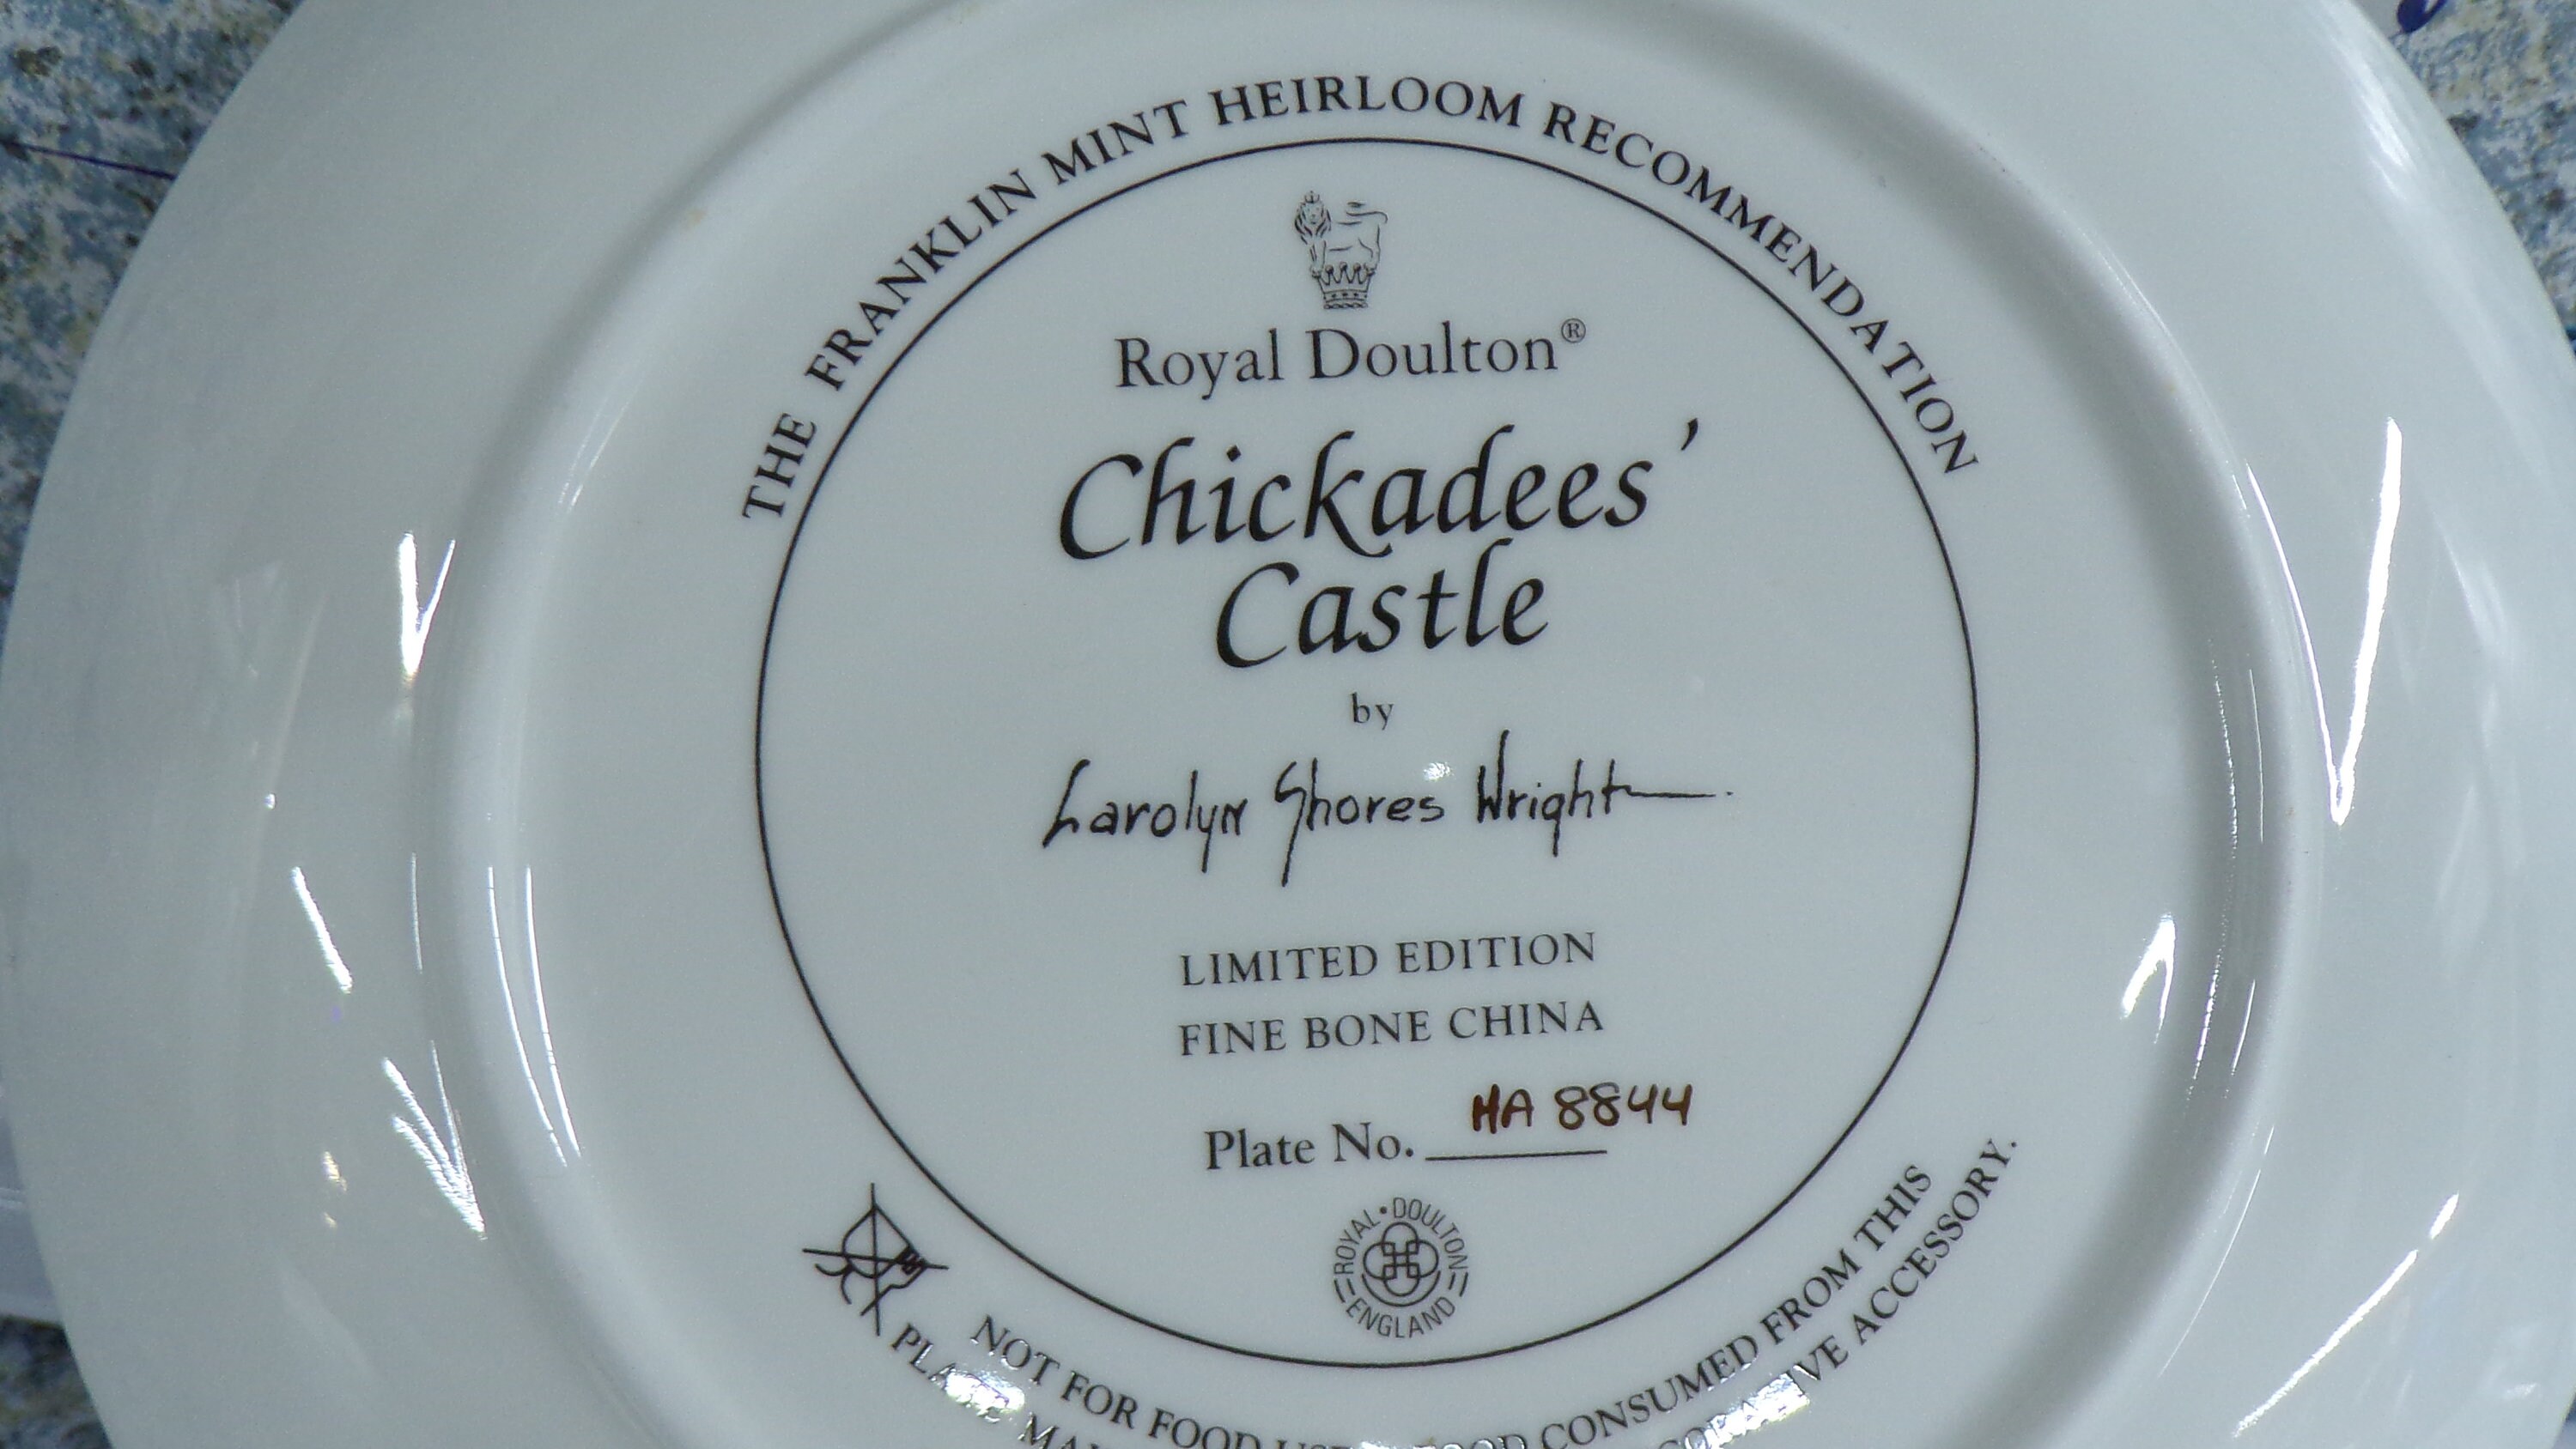 THE FRANKLIN MINT HEIRLOOM RECOMMENDATION
Royal Doulton®
Chickadees'
Castle
by
Carolyn Shores Wright
LIMITED EDITION
FINE BONE CHINA
Plate No. HA 8844
ROYAL • DOULTON
ENGLAND
NOT FOR FOOD CONSUMED FROM THIS
PLATE ACCESSORY.